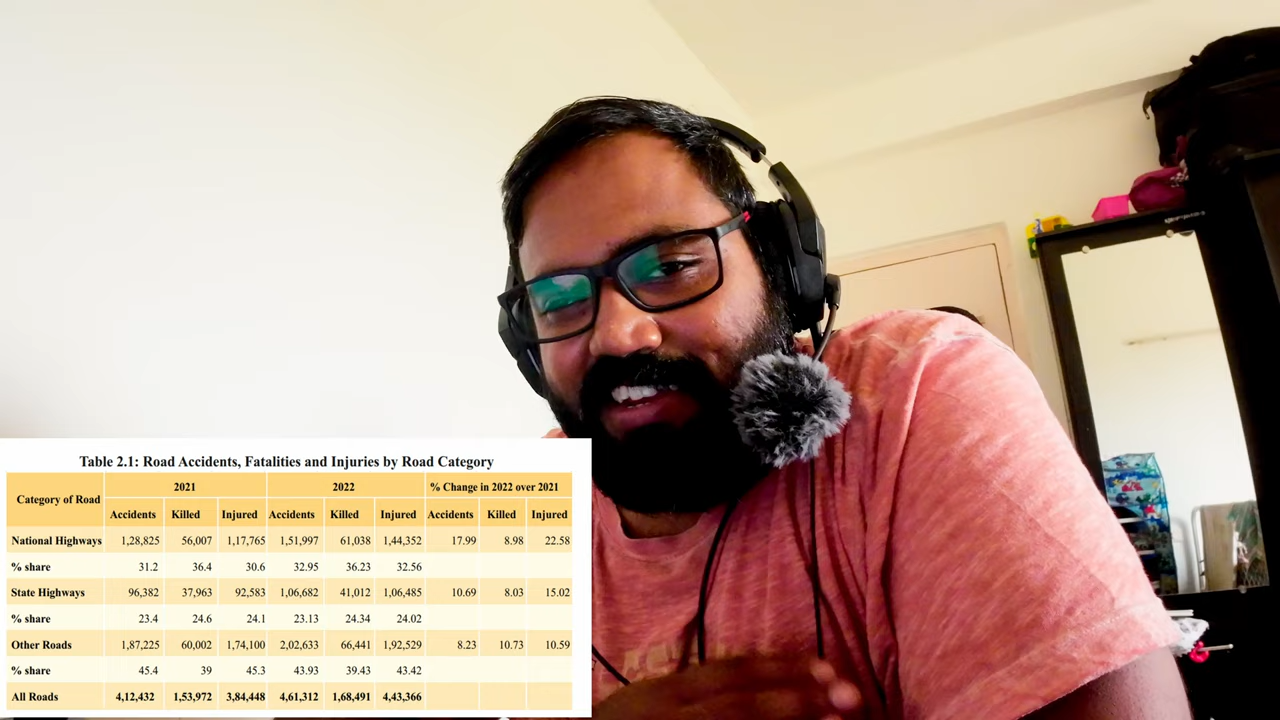 Table 2.1: Road Accidents, Fatalities and Injuries by Road Category
Category of Road 2021 2022 % Change in 2022 over 2021
Accidents Killed Injured Accidents Killed Injured Accidents Killed Injured
National Highways 1,28,825 56,007 1,17,765 1,51,997 61,038 1,44,352 17.99 8.98 22.58
% share 31.2 36.4 30.6 32.95 36.23 32.56
State Highways 96,382 37,963 92,583 1,06,682 41,012 1,06,485 10.69 8.03 15.02
% share 23.4 24.6 24.1 23.13 24.34 24.02
Other Roads 1,87,225 60,002 1,74,100 2,02,633 66,441 1,92,529 8.23 10.73 10.59
% share 45.4 39 45.3 43.93 39.43 43.42
All Roads 4,12,432 1,53,972 3,84,448 4,61,312 1,68,491 4,43,366